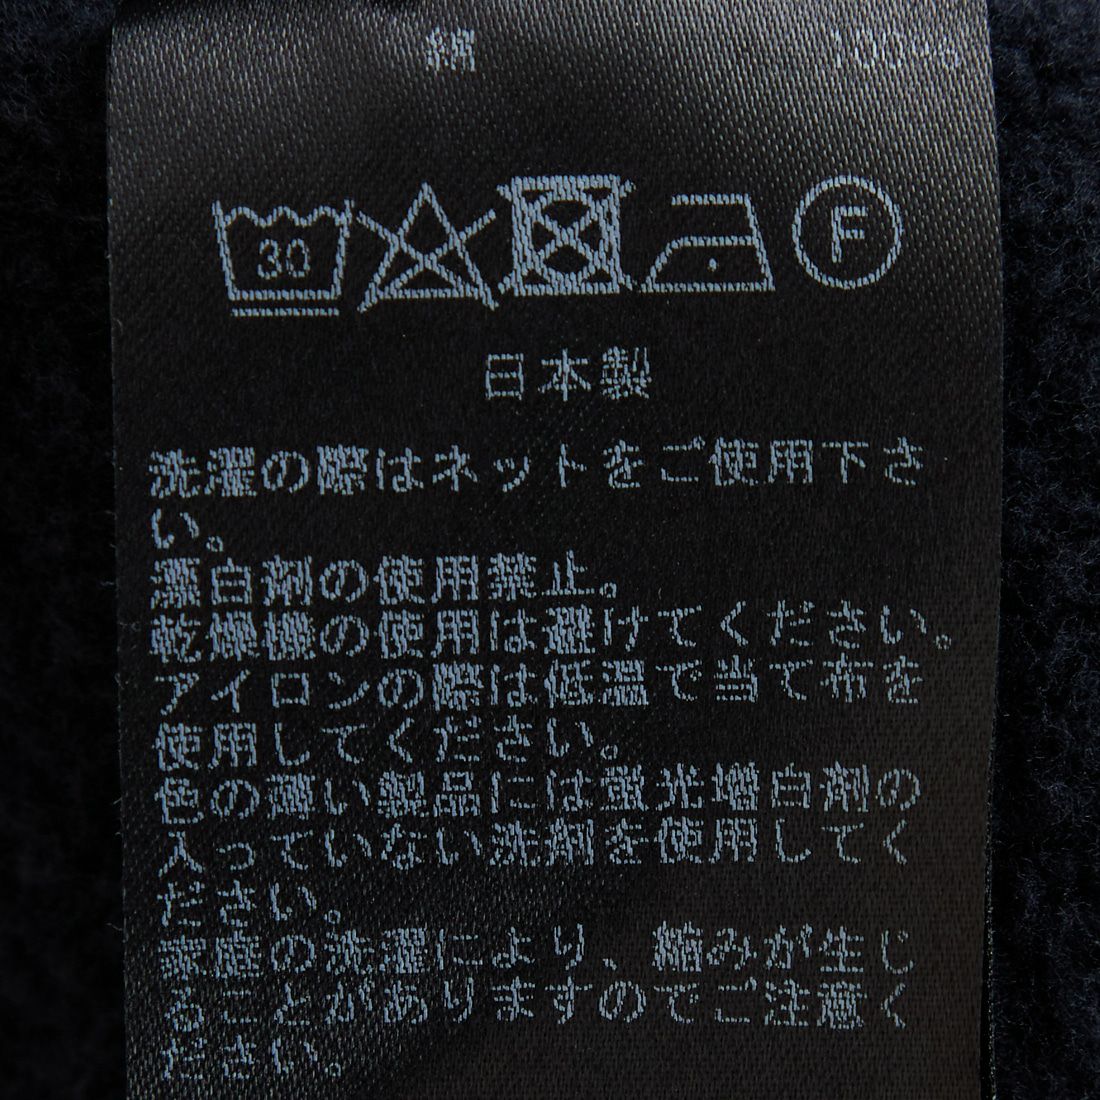 綿 100%
30
F
日本製
洗濯の際はネットをご使用下さ
い。
漂白剤の使用禁止。
乾燥機の使用は避けてください。
アイロンの際は低温で当て布を
使用してください。
色の薄い製品には蛍光増白剤の
入っていない洗剤を使用してく
ださい。
家庭の洗濯により、縮みが生じ
ることがありますのでご注意く
ださい。